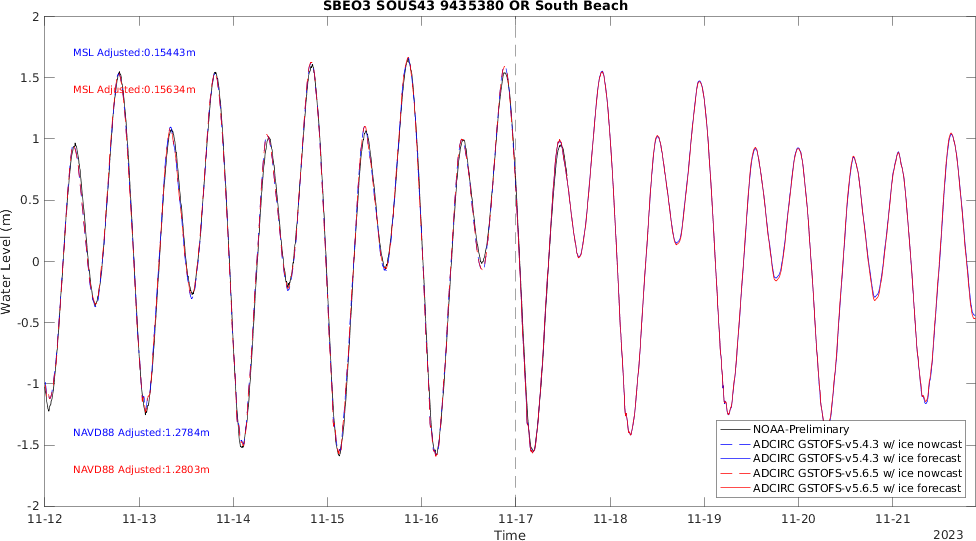 SBEO3 SOUS43 9435380 OR South Beach
2
1.5
1
0.5
0
-0.5
-1
-1.5
-2
Water Level (m)
MSL Adjusted:0.15443m
MSL Adjusted:0.15634m
NAVD88 Adjusted:1.2784m
NAVD88 Adjusted:1.2803m
NOAA-Preliminary
ADCIRC GSTOFS-v5.4.3 w/ ice nowcast
ADCIRC GSTOFS-v5.4.3 w/ ice forecast
ADCIRC GSTOFS-v5.6.5 w/ ice nowcast
ADCIRC GSTOFS-v5.6.5 w/ ice forecast
11-12 11-13 11-14 11-15 11-16 11-17 11-18 11-19 11-20 11-21
Time
2023